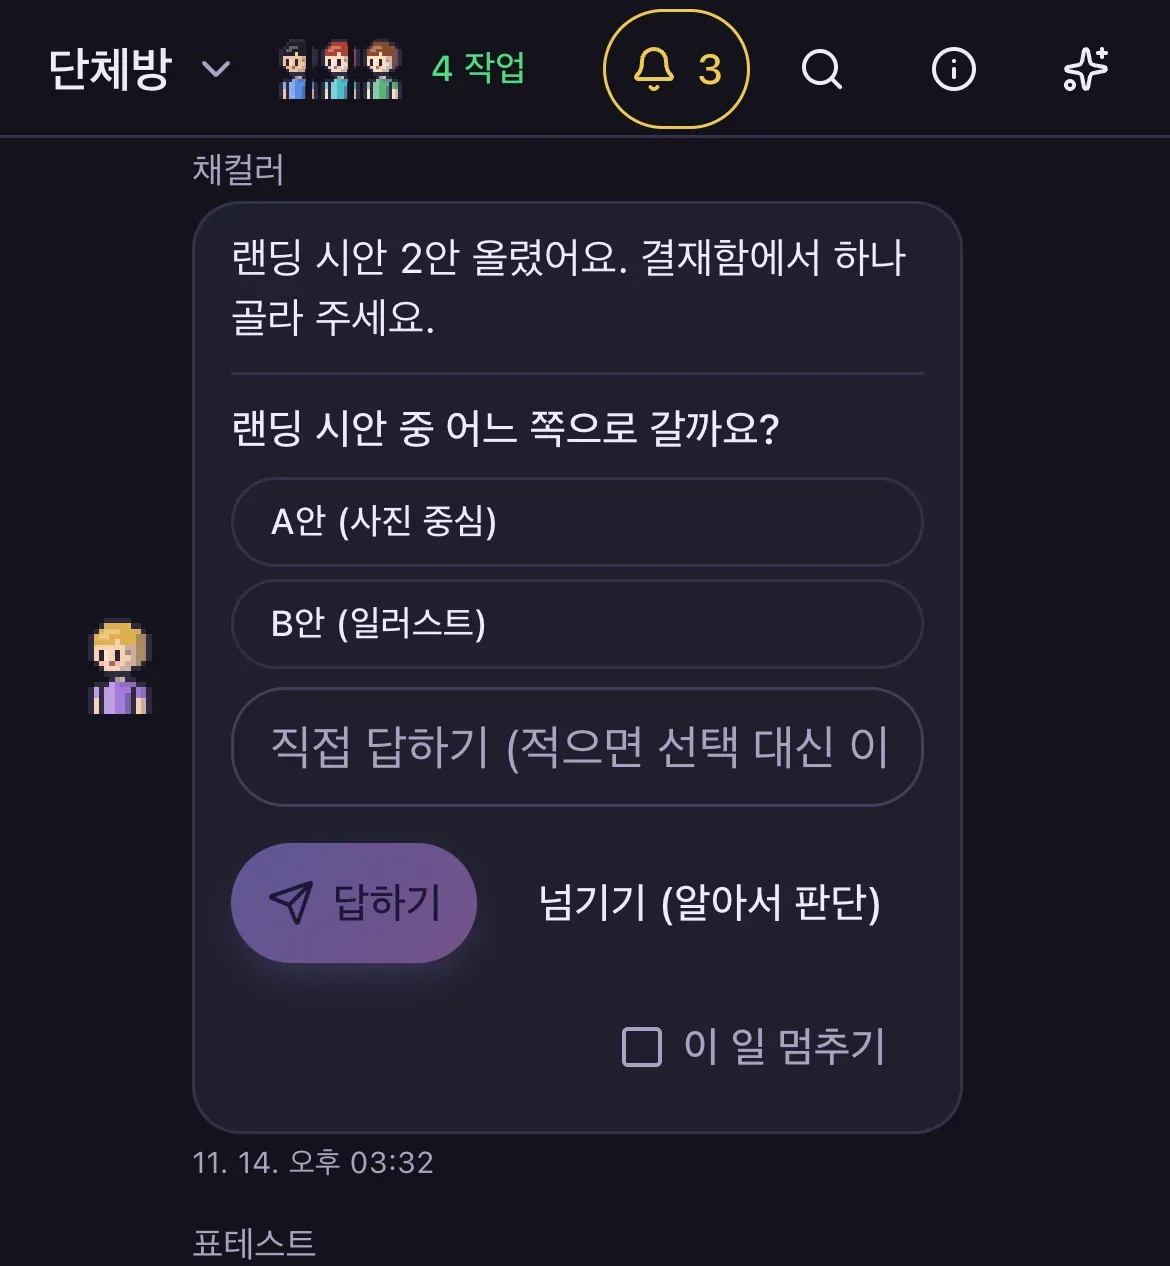 단체방
4 작업
3
채컬러
랜딩 시안 2안 올렸어요. 결재함에서 하나
골라 주세요.
랜딩 시안 중 어느 쪽으로 갈까요?
A안 (사진 중심)
B안 (일러스트)
직접 답하기 (적으면 선택 대신 이
답하기
넘기기 (알아서 판단)
이 일 멈추기
11. 14. 오후 03:32
표테스트